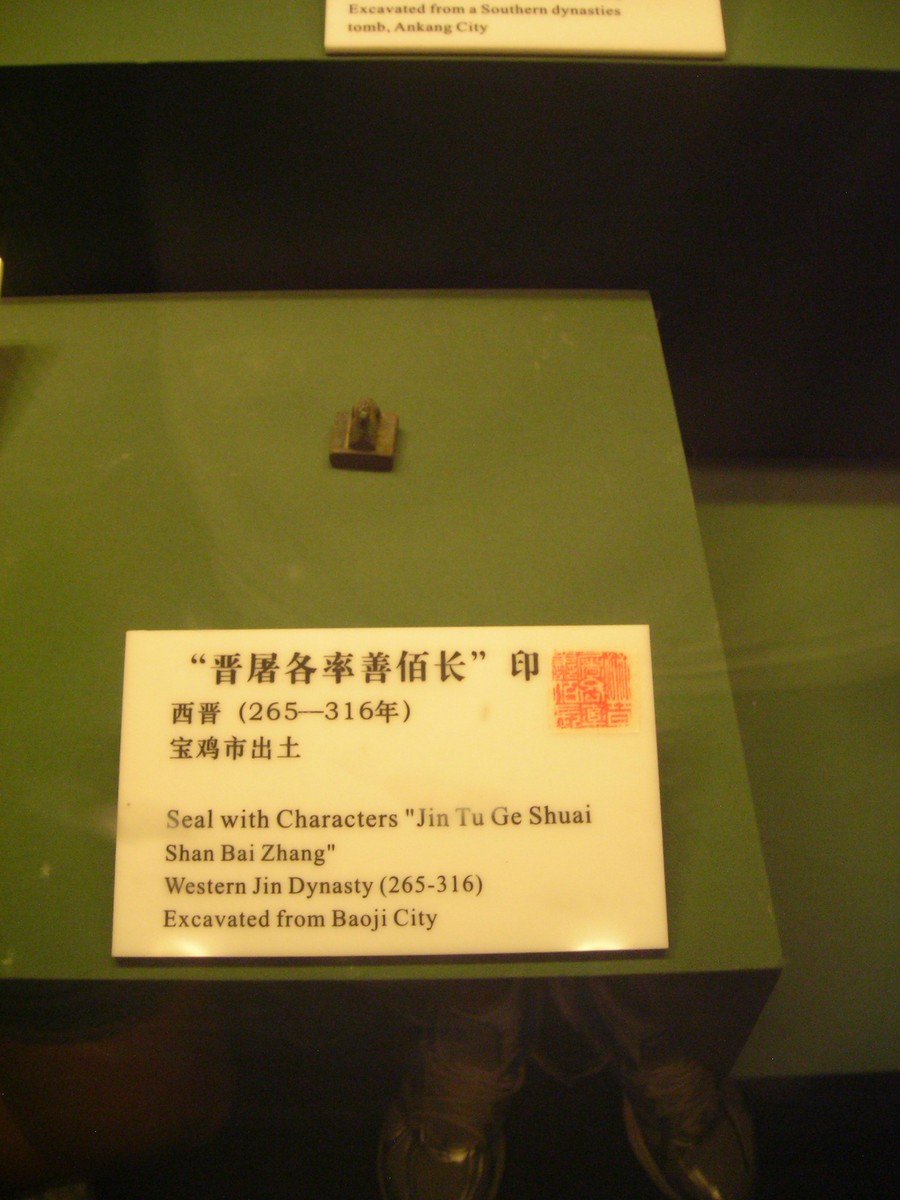 Excavated from a Southern dynasties
tomb, Ankang City
“晋屠各率善佰长”印
西晋（265—316年）
宝鸡市出土
Seal with Characters "Jin Tu Ge Shuai
Shan Bai Zhang"
Western Jin Dynasty (265-316)
Excavated from Baoji City